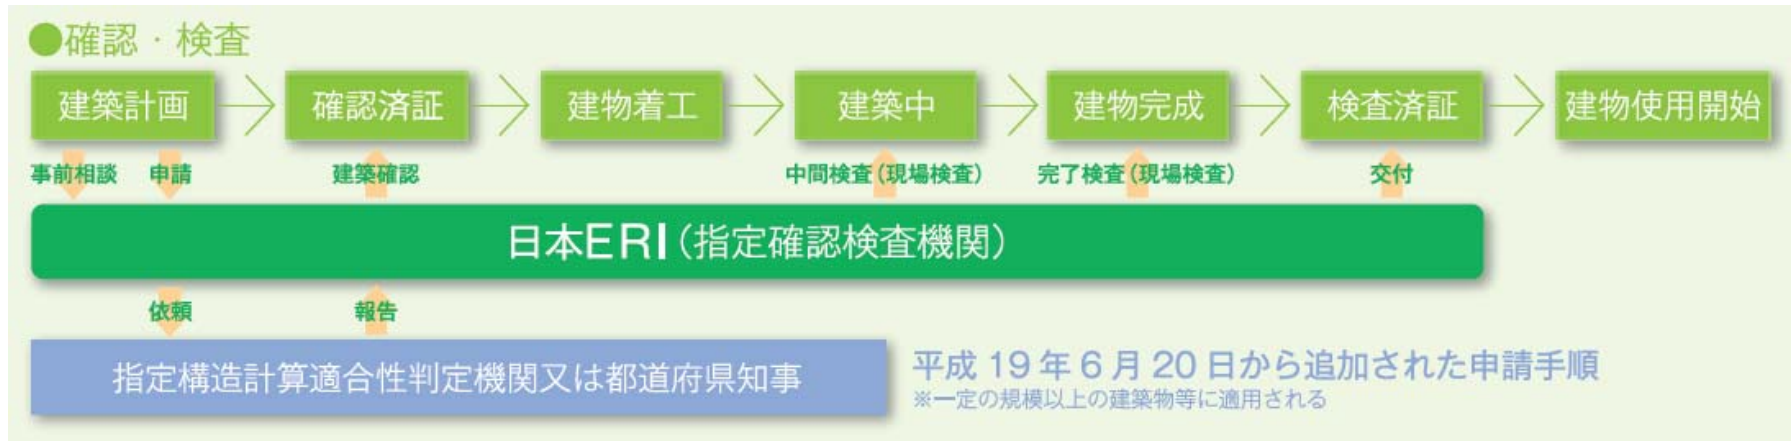 ●確認・検査
建築計画
確認済証
建物着工
建築中
建物完成
検査済証
建物使用開始
事前相談
申請
建築確認
中間検査（現場検査）
完了検査（現場検査）
交付
日本ERI（指定確認検査機関）
依頼
報告
指定構造計算適合性判定機関又は都道府県知事
平成 19 年 6 月 20 日から追加された申請手順
※一定の規模以上の建築物等に適用される